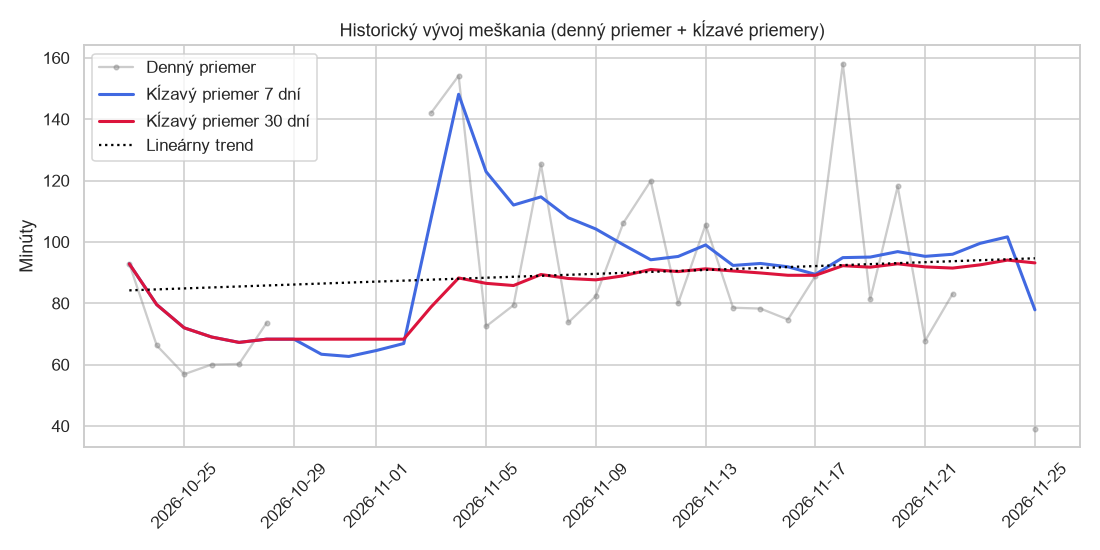 Historický vývoj meškania (denný priemer + kĺzavé priemery)
Denný priemer
Kĺzavý priemer 7 dní
Kĺzavý priemer 30 dní
Lineárny trend
Minúty
160
140
120
100
80
60
40
2026-10-25
2026-10-29
2026-11-01
2026-11-05
2026-11-09
2026-11-13
2026-11-17
2026-11-21
2026-11-25